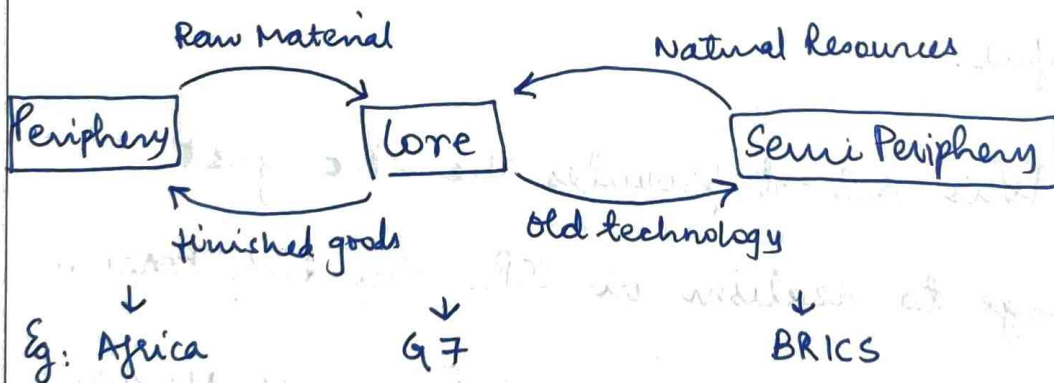 Raw Material Natural Resources
Periphery Core Semi Periphery
finished goods old technology
Eg: Africa G7 BRICS